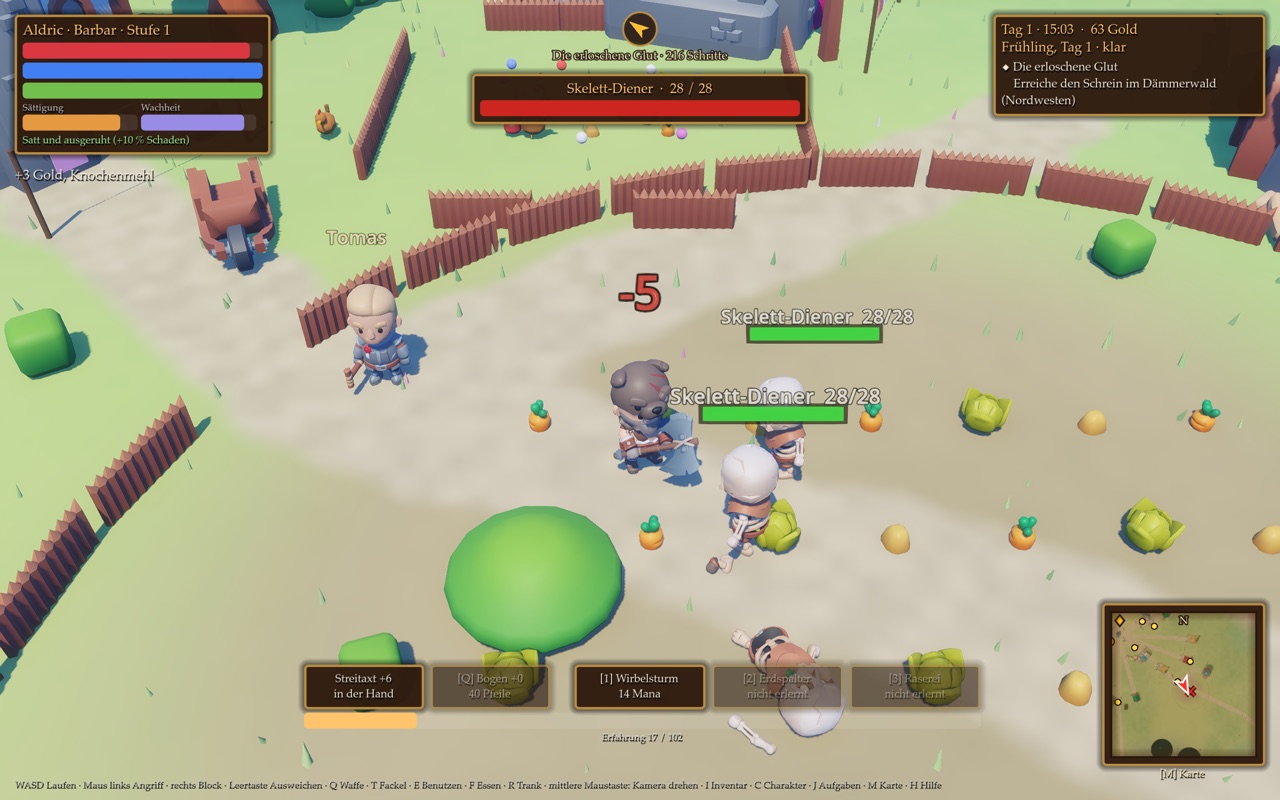 Aldric · Barbar · Stufe 1
Sättigung Wachheit
Satt und ausgeruht (+10 % Schaden)
+3 Gold, Knochenmehl
Die erloschene Glut · 216 Schritte
Skelett-Diener · 28 / 28
Tag 1 · 15:03 · 63 Gold
Frühling, Tag 1 · klar
⬥ Die erloschene Glut
Erreiche den Schrein im Dämmerwald
(Nordwesten)
Tomas
-5
Skelett-Diener 28/28
Skelett-Diener 28/28
Streitaxt +6
in der Hand
[Q] Bogen +0
40 Pfeile
[1] Wirbelsturm
14 Mana
[2] Erdspalter
nicht erlernt
[3] Raserei
nicht erlernt
Erfahrung 17 / 102
N
[M] Karte
WASD Laufen · Maus links Angriff · rechts Block · Leertaste Ausweichen · Q Waffe · T Fackel · E Benutzen · F Essen · R Trank · mittlere Maustaste: Kamera drehen · I Inventar · C Charakter · J Aufgaben · M Karte · H Hilfe